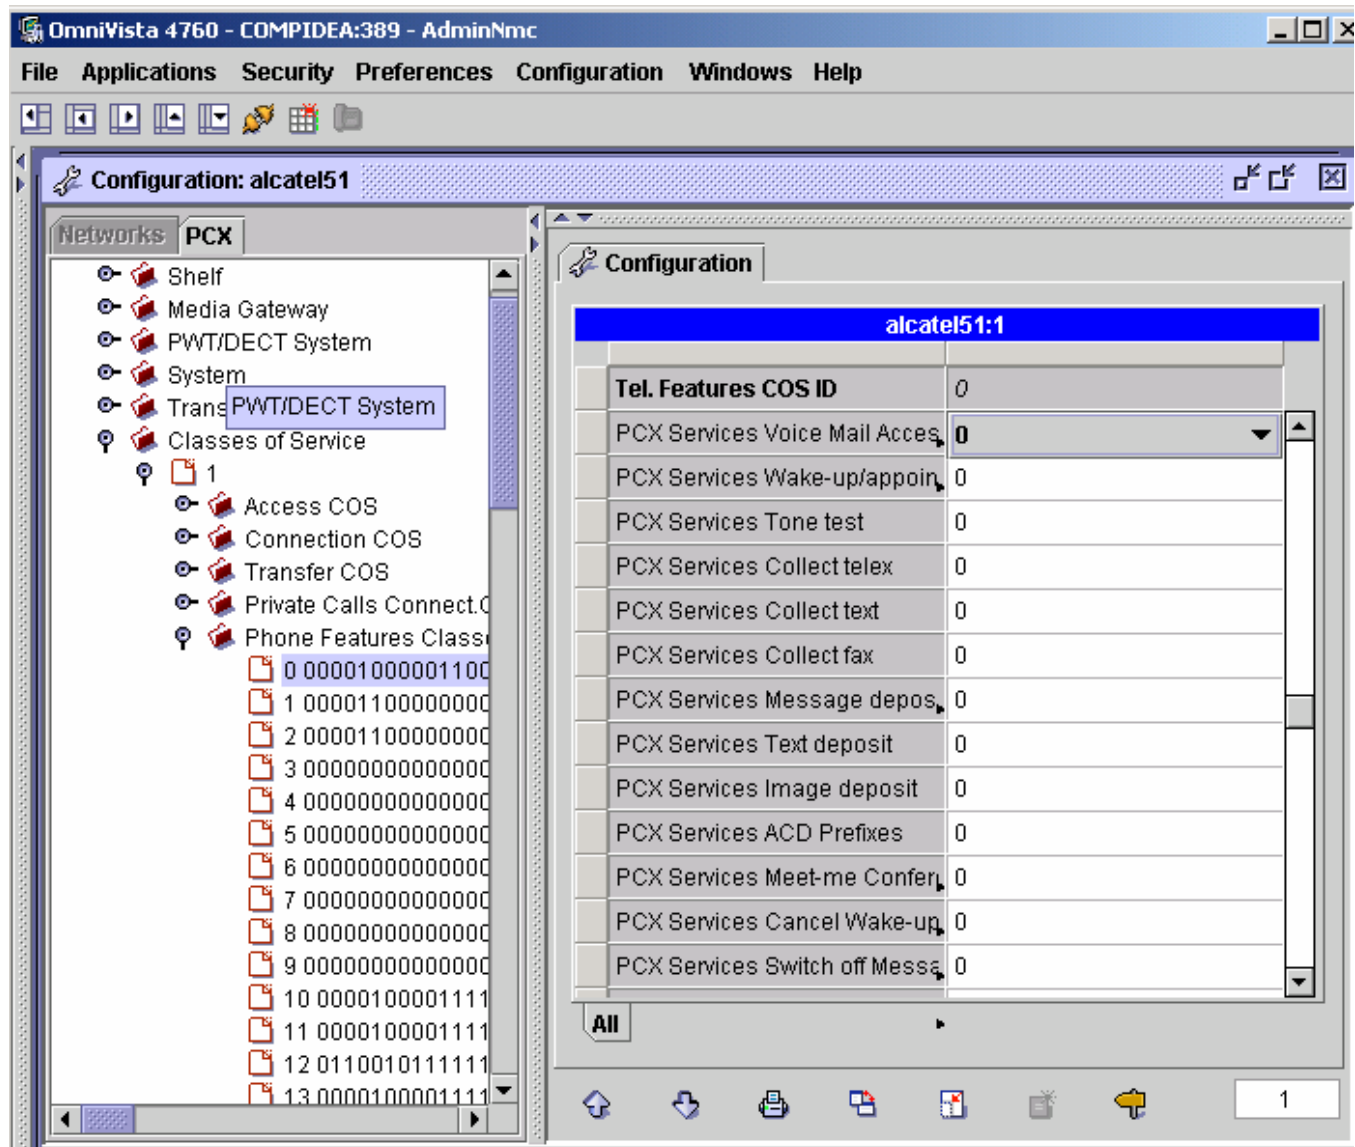 OmniVista 4760 - COMPIDEA:389 - AdminNmc
File Applications Security Preferences Configuration Windows Help
Configuration: alcatel51
Networks PCX
Shelf
Media Gateway
PWT/DECT System
System
Trans
PWT/DECT System
Classes of Service
1
Access COS
Connection COS
Transfer COS
Private Calls Connect.C
Phone Features Class
0 00001000001100
1 00001100000000
2 00001100000000
3 00000000000000
4 00000000000000
5 00000000000000
6 00000000000000
7 00000000000000
8 00000000000000
9 00000000000000
10 0000100001111
11 0000100001111
12 0110010111111
13 0000100001111
Configuration
alcatel51:1
Tel. Features COS ID 0
PCX Services Voice Mail Acces 0
PCX Services Wake-up/appoin 0
PCX Services Tone test 0
PCX Services Collect telex 0
PCX Services Collect text 0
PCX Services Collect fax 0
PCX Services Message depos 0
PCX Services Text deposit 0
PCX Services Image deposit 0
PCX Services ACD Prefixes 0
PCX Services Meet-me Confer 0
PCX Services Cancel Wake-up 0
PCX Services Switch off Messa 0
All
1